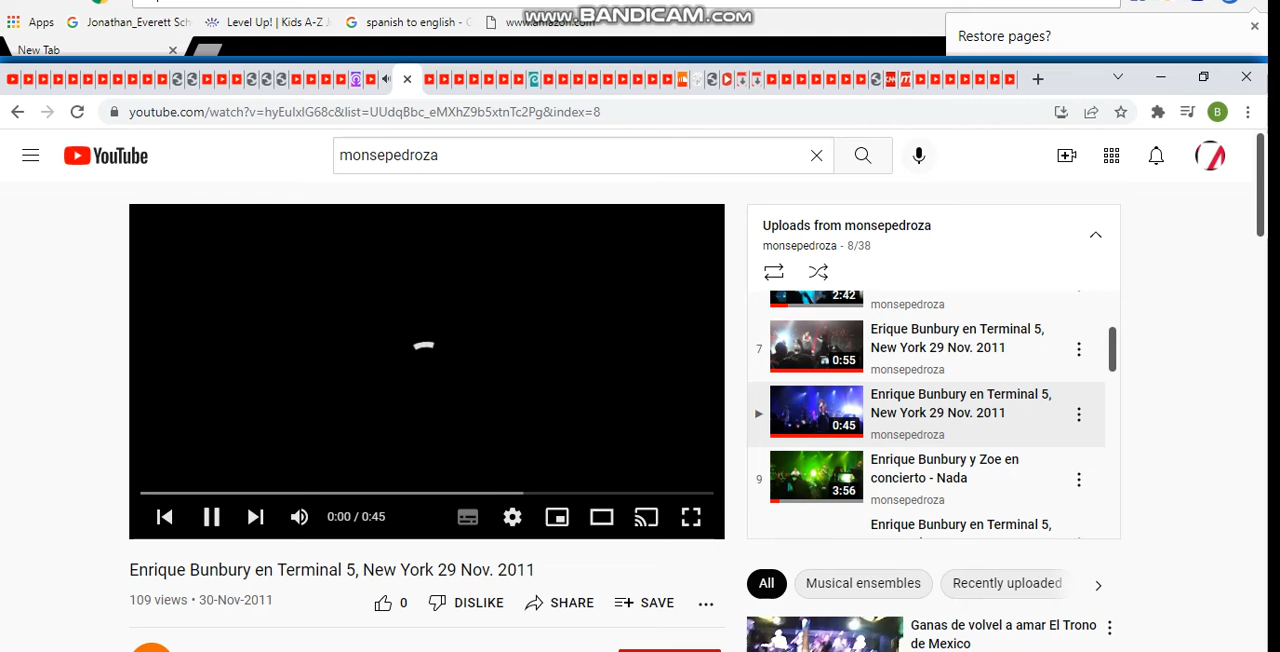 Apps
Jonathan_Everett Sch
Level Up! | Kids A-Z
spanish to english - G
www.amazon.com
www.BANDICAM.com
Restore pages?
New Tab
youtube.com/watch?v=hyEuIxlG68c&list=UUdqBbc_eMXhZ9b5xtnTc2Pg&index=8
B
YouTube
monsepedroza
Uploads from monsepedroza
monsepedroza - 8/38
2:42
monsepedroza
7
0:55
Erique Bunbury en Terminal 5,
New York 29 Nov. 2011
monsepedroza
0:45
Enrique Bunbury en Terminal 5,
New York 29 Nov. 2011
monsepedroza
9
3:56
Enrique Bunbury y Zoe en
concierto - Nada
monsepedroza
Enrique Bunbury en Terminal 5,
0:00 / 0:45
Enrique Bunbury en Terminal 5, New York 29 Nov. 2011
109 views • 30-Nov-2011
0
DISLIKE
SHARE
SAVE
All
Musical ensembles
Recently uploaded
Ganas de volvel a amar El Trono
de Mexico